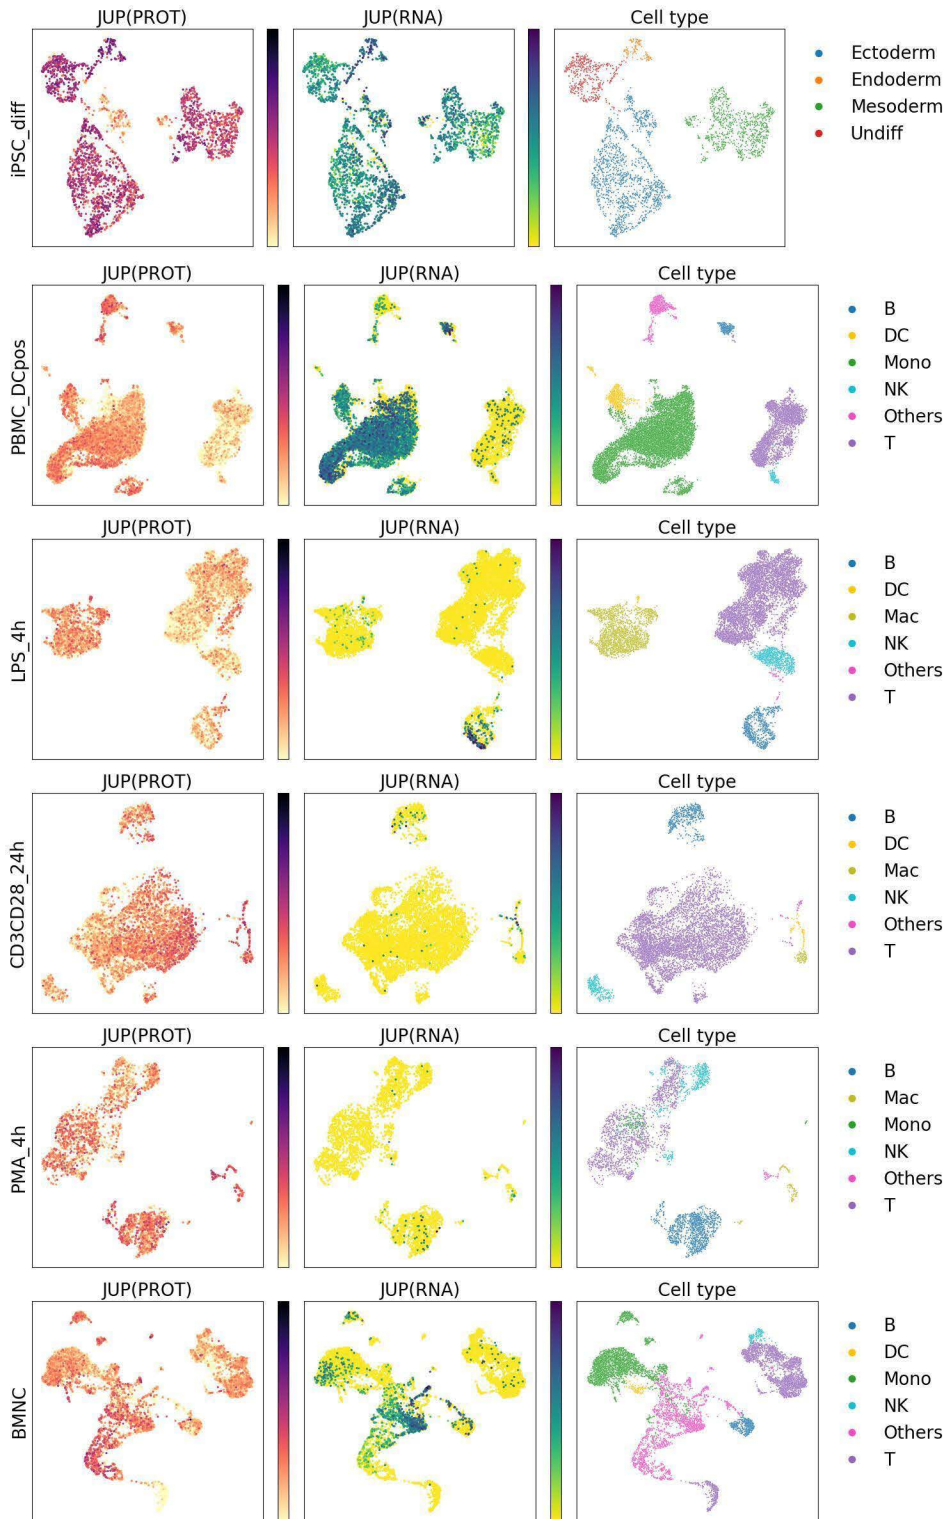 JUP(PROT) JUP(RNA) Cell type
iPSC_diff
Ectoderm
Endoderm
Mesoderm
Undiff
JUP(PROT) JUP(RNA) Cell type
PBMC_DCpos
B
DC
Mono
NK
Others
T
JUP(PROT) JUP(RNA) Cell type
LPS_4h
B
DC
Mac
NK
Others
T
JUP(PROT) JUP(RNA) Cell type
CD3CD28_24h
B
DC
Mac
NK
Others
T
JUP(PROT) JUP(RNA) Cell type
PMA_4h
B
Mac
Mono
NK
Others
T
JUP(PROT) JUP(RNA) Cell type
BMNC
B
DC
Mono
NK
Others
T